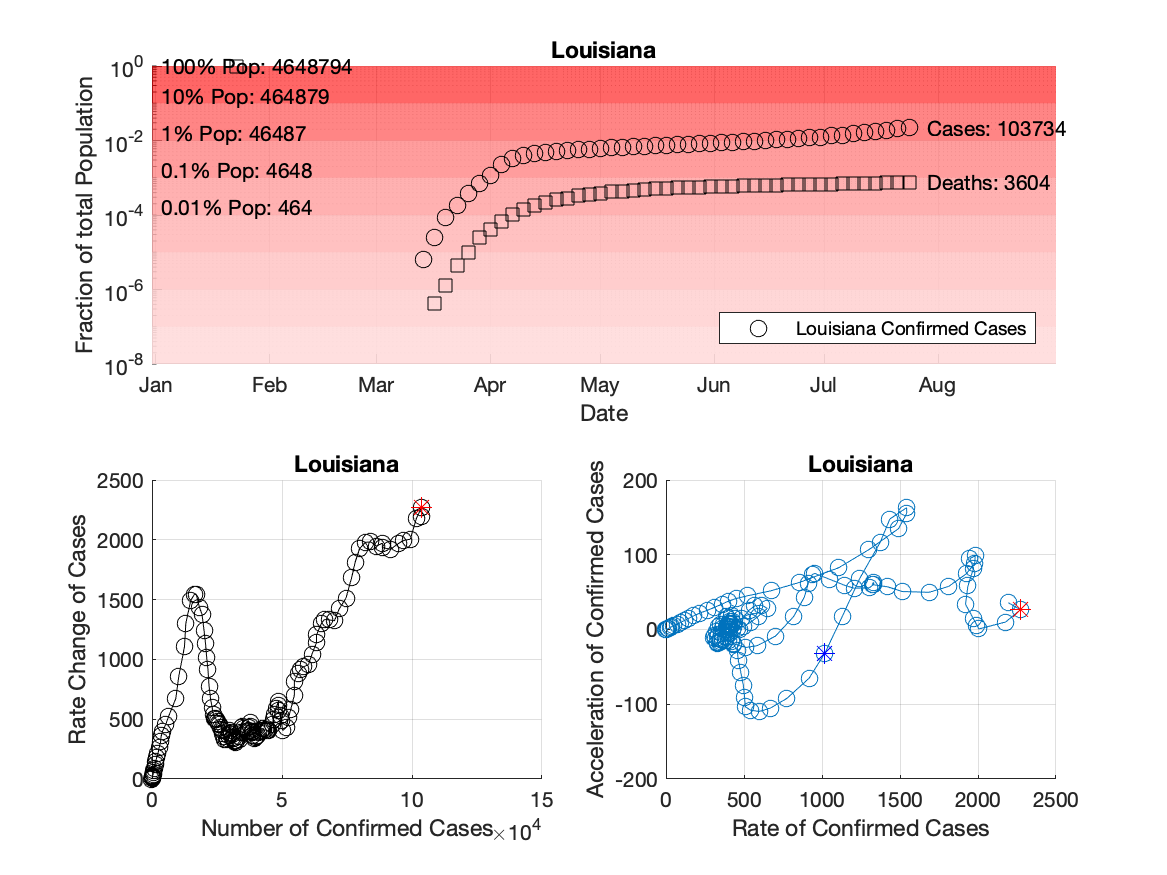 Louisiana
Fraction of total Population
10^0
10^-2
10^-4
10^-6
10^-8
100% Pop: 4648794
10% Pop: 464879
1% Pop: 46487
0.1% Pop: 4648
0.01% Pop: 464
Cases: 103734
Deaths: 3604
Louisiana Confirmed Cases
Jan Feb Mar Apr May Jun Jul Aug
Date
Louisiana
Rate Change of Cases
2500
2000
1500
1000
500
0
0 5 10 15
Number of Confirmed Cases ×10^4
Louisiana
Acceleration of Confirmed Cases
200
100
0
-100
-200
0 500 1000 1500 2000 2500
Rate of Confirmed Cases